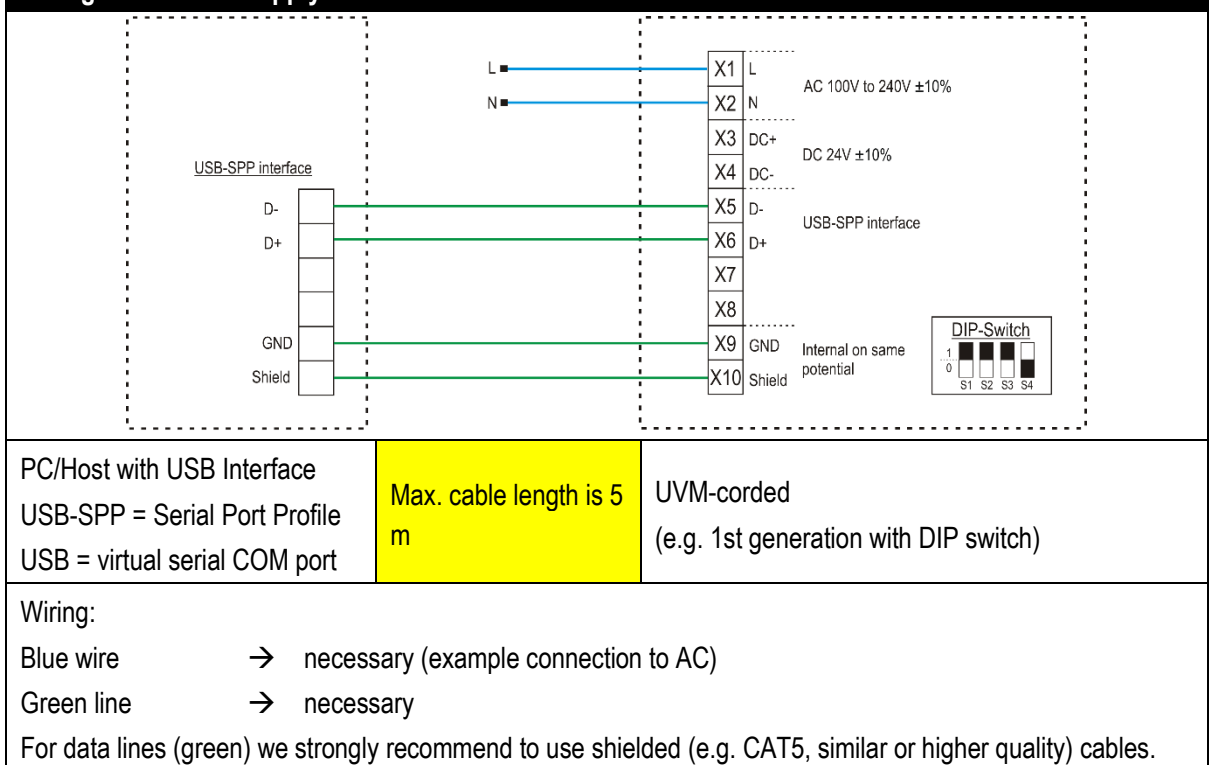 L
N
X1 L
AC 100V to 240V ±10%
X2 N
X3 DC+
DC 24V ±10%
X4 DC-
USB-SPP interface
D-
X5 D-
USB-SPP interface
D+
X6 D+
X7
X8
GND
X9 GND
Internal on same
potential
Shield
X10 Shield
DIP-Switch
1
0
S1 S2 S3 S4
PC/Host with USB Interface
USB-SPP = Serial Port Profile
USB = virtual serial COM port
Max. cable length is 5
m
UVM-corded
(e.g. 1st generation with DIP switch)
Wiring:
Blue wire → necessary (example connection to AC)
Green line → necessary
For data lines (green) we strongly recommend to use shielded (e.g. CAT5, similar or higher quality) cables.